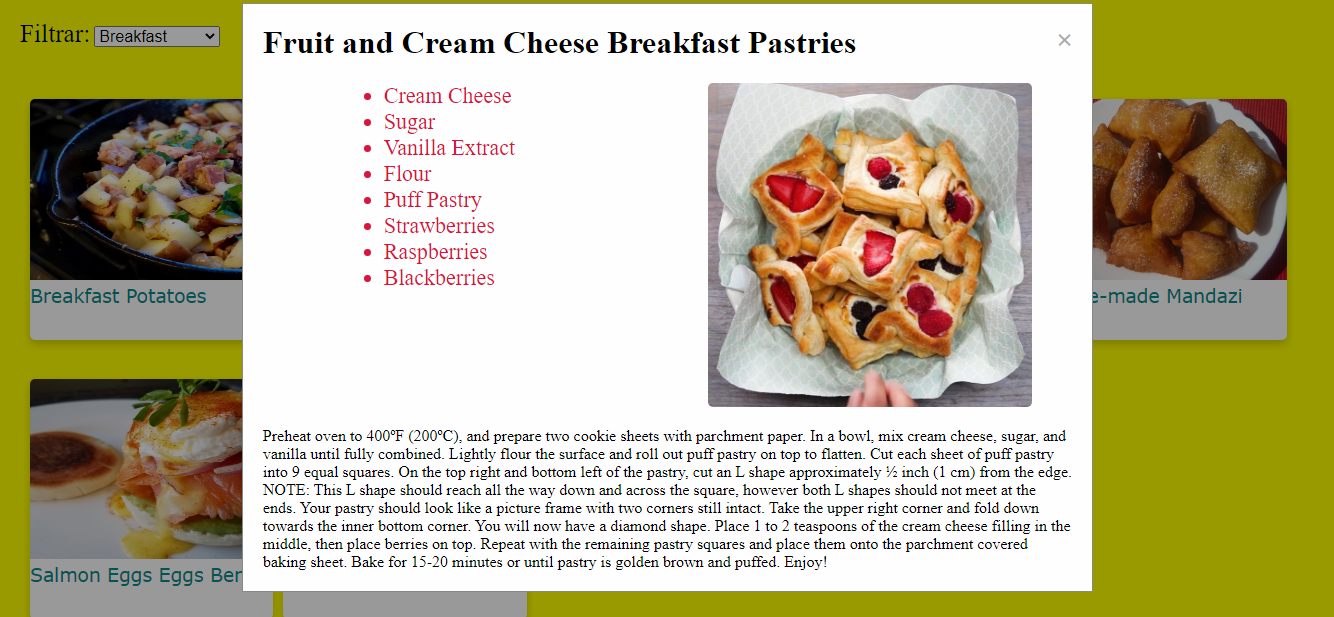 Filtrar: Breakfast
Fruit and Cream Cheese Breakfast Pastries
×
Cream Cheese
Sugar
Vanilla Extract
Flour
Puff Pastry
Strawberries
Raspberries
Blackberries
Breakfast Potatoes
e-made Mandazi
Preheat oven to 400ºF (200ºC), and prepare two cookie sheets with parchment paper. In a bowl, mix cream cheese, sugar, and
vanilla until fully combined. Lightly flour the surface and roll out puff pastry on top to flatten. Cut each sheet of puff pastry
into 9 equal squares. On the top right and bottom left of the pastry, cut an L shape approximately ½ inch (1 cm) from the edge.
NOTE: This L shape should reach all the way down and across the square, however both L shapes should not meet at the
ends. Your pastry should look like a picture frame with two corners still intact. Take the upper right corner and fold down
towards the inner bottom corner. You will now have a diamond shape. Place 1 to 2 teaspoons of the cream cheese filling in the
middle, then place berries on top. Repeat with the remaining pastry squares and place them onto the parchment covered
baking sheet. Bake for 15-20 minutes or until pastry is golden brown and puffed. Enjoy!
Salmon Eggs Eggs Ber